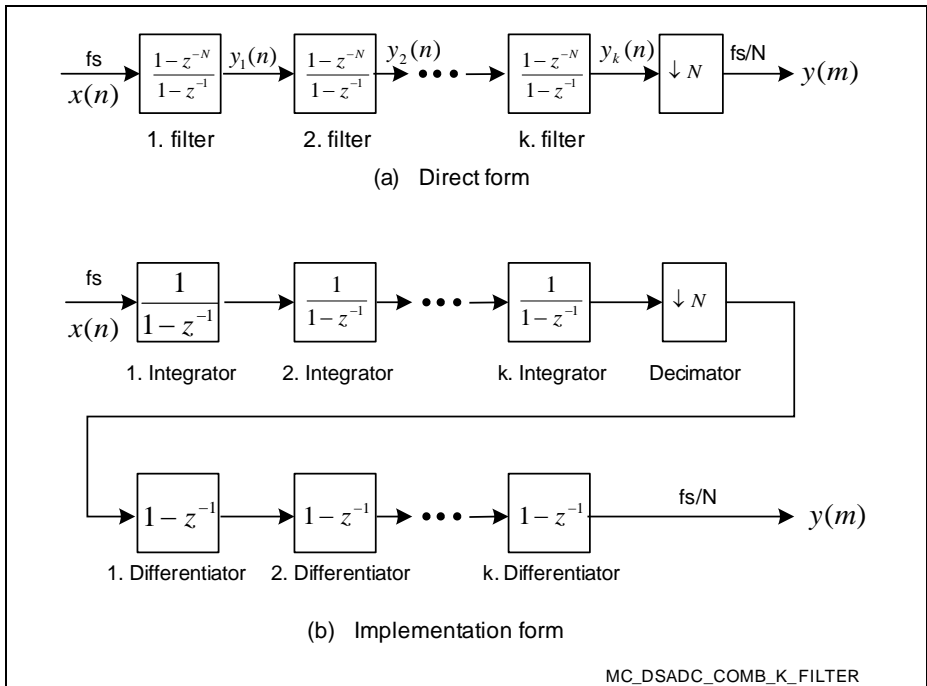 fs
x(n)
1 − z^{-N}
1 − z^{-1}
y₁(n)
1 − z^{-N}
1 − z^{-1}
y₂(n)
•••
1 − z^{-N}
1 − z^{-1}
yₖ(n)
↓ N
fs/N
y(m)
1. filter
2. filter
k. filter
(a) Direct form
fs
x(n)
1
1 − z^{-1}
1
1 − z^{-1}
•••
1
1 − z^{-1}
↓ N
1. Integrator
2. Integrator
k. Integrator
Decimator
1 − z^{-1}
1 − z^{-1}
•••
1 − z^{-1}
fs/N
y(m)
1. Differentiator
2. Differentiator
k. Differentiator
(b) Implementation form
MC_DSADC_COMB_K_FILTER